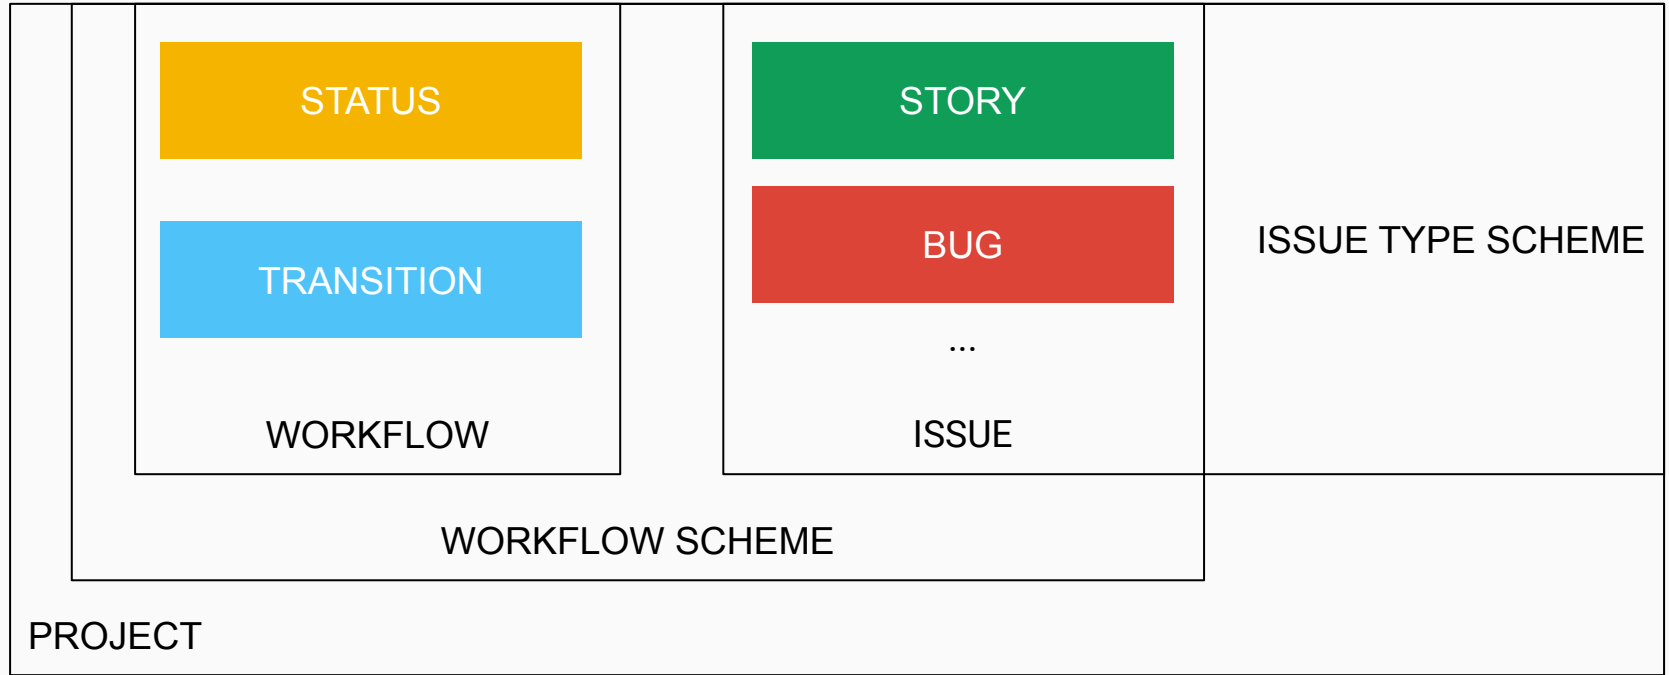 STATUS
TRANSITION
WORKFLOW
STORY
BUG
...
ISSUE
ISSUE TYPE SCHEME
WORKFLOW SCHEME
PROJECT